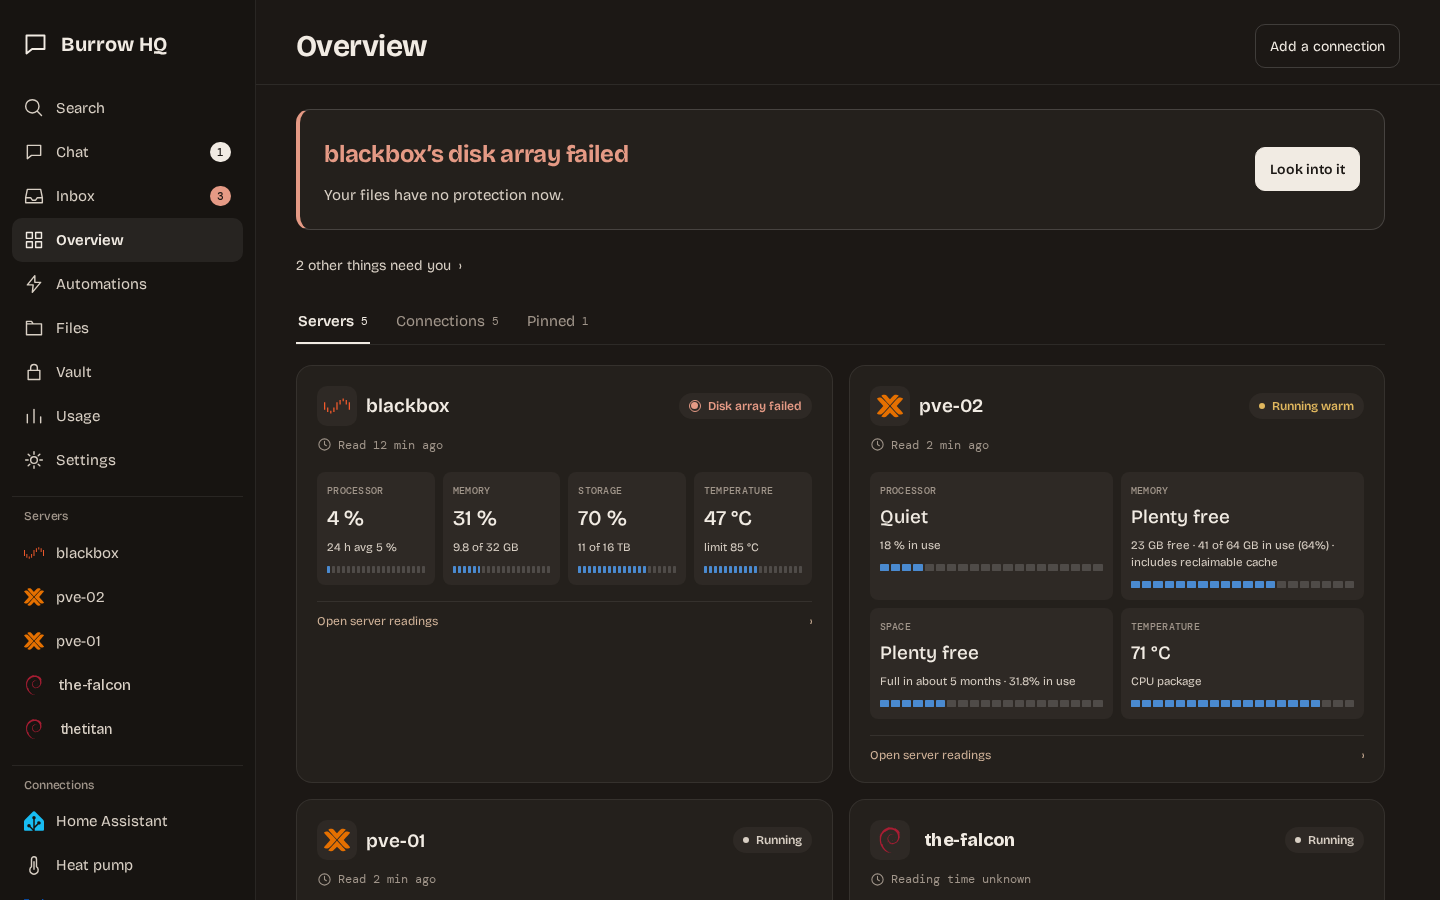 Burrow HQ
Search
Chat 1
Inbox 3
Overview
Automations
Files
Vault
Usage
Settings
Servers
blackbox
pve-02
pve-01
the-falcon
thetitan
Connections
Home Assistant
Heat pump
Overview
Add a connection
blackbox’s disk array failed
Your files have no protection now.
Look into it
2 other things need you ›
Servers 5 Connections 5 Pinned 1
blackbox
Disk array failed
Read 12 min ago
PROCESSOR
4 %
24 h avg 5 %
MEMORY
31 %
9.8 of 32 GB
STORAGE
70 %
11 of 16 TB
TEMPERATURE
47 °C
limit 85 °C
Open server readings ›
pve-02
Running warm
Read 2 min ago
PROCESSOR
Quiet
18 % in use
MEMORY
Plenty free
23 GB free · 41 of 64 GB in use (64%) ·
includes reclaimable cache
SPACE
Plenty free
Full in about 5 months · 31.8% in use
TEMPERATURE
71 °C
CPU package
Open server readings ›
pve-01
Running
Read 2 min ago
the-falcon
Running
Reading time unknown